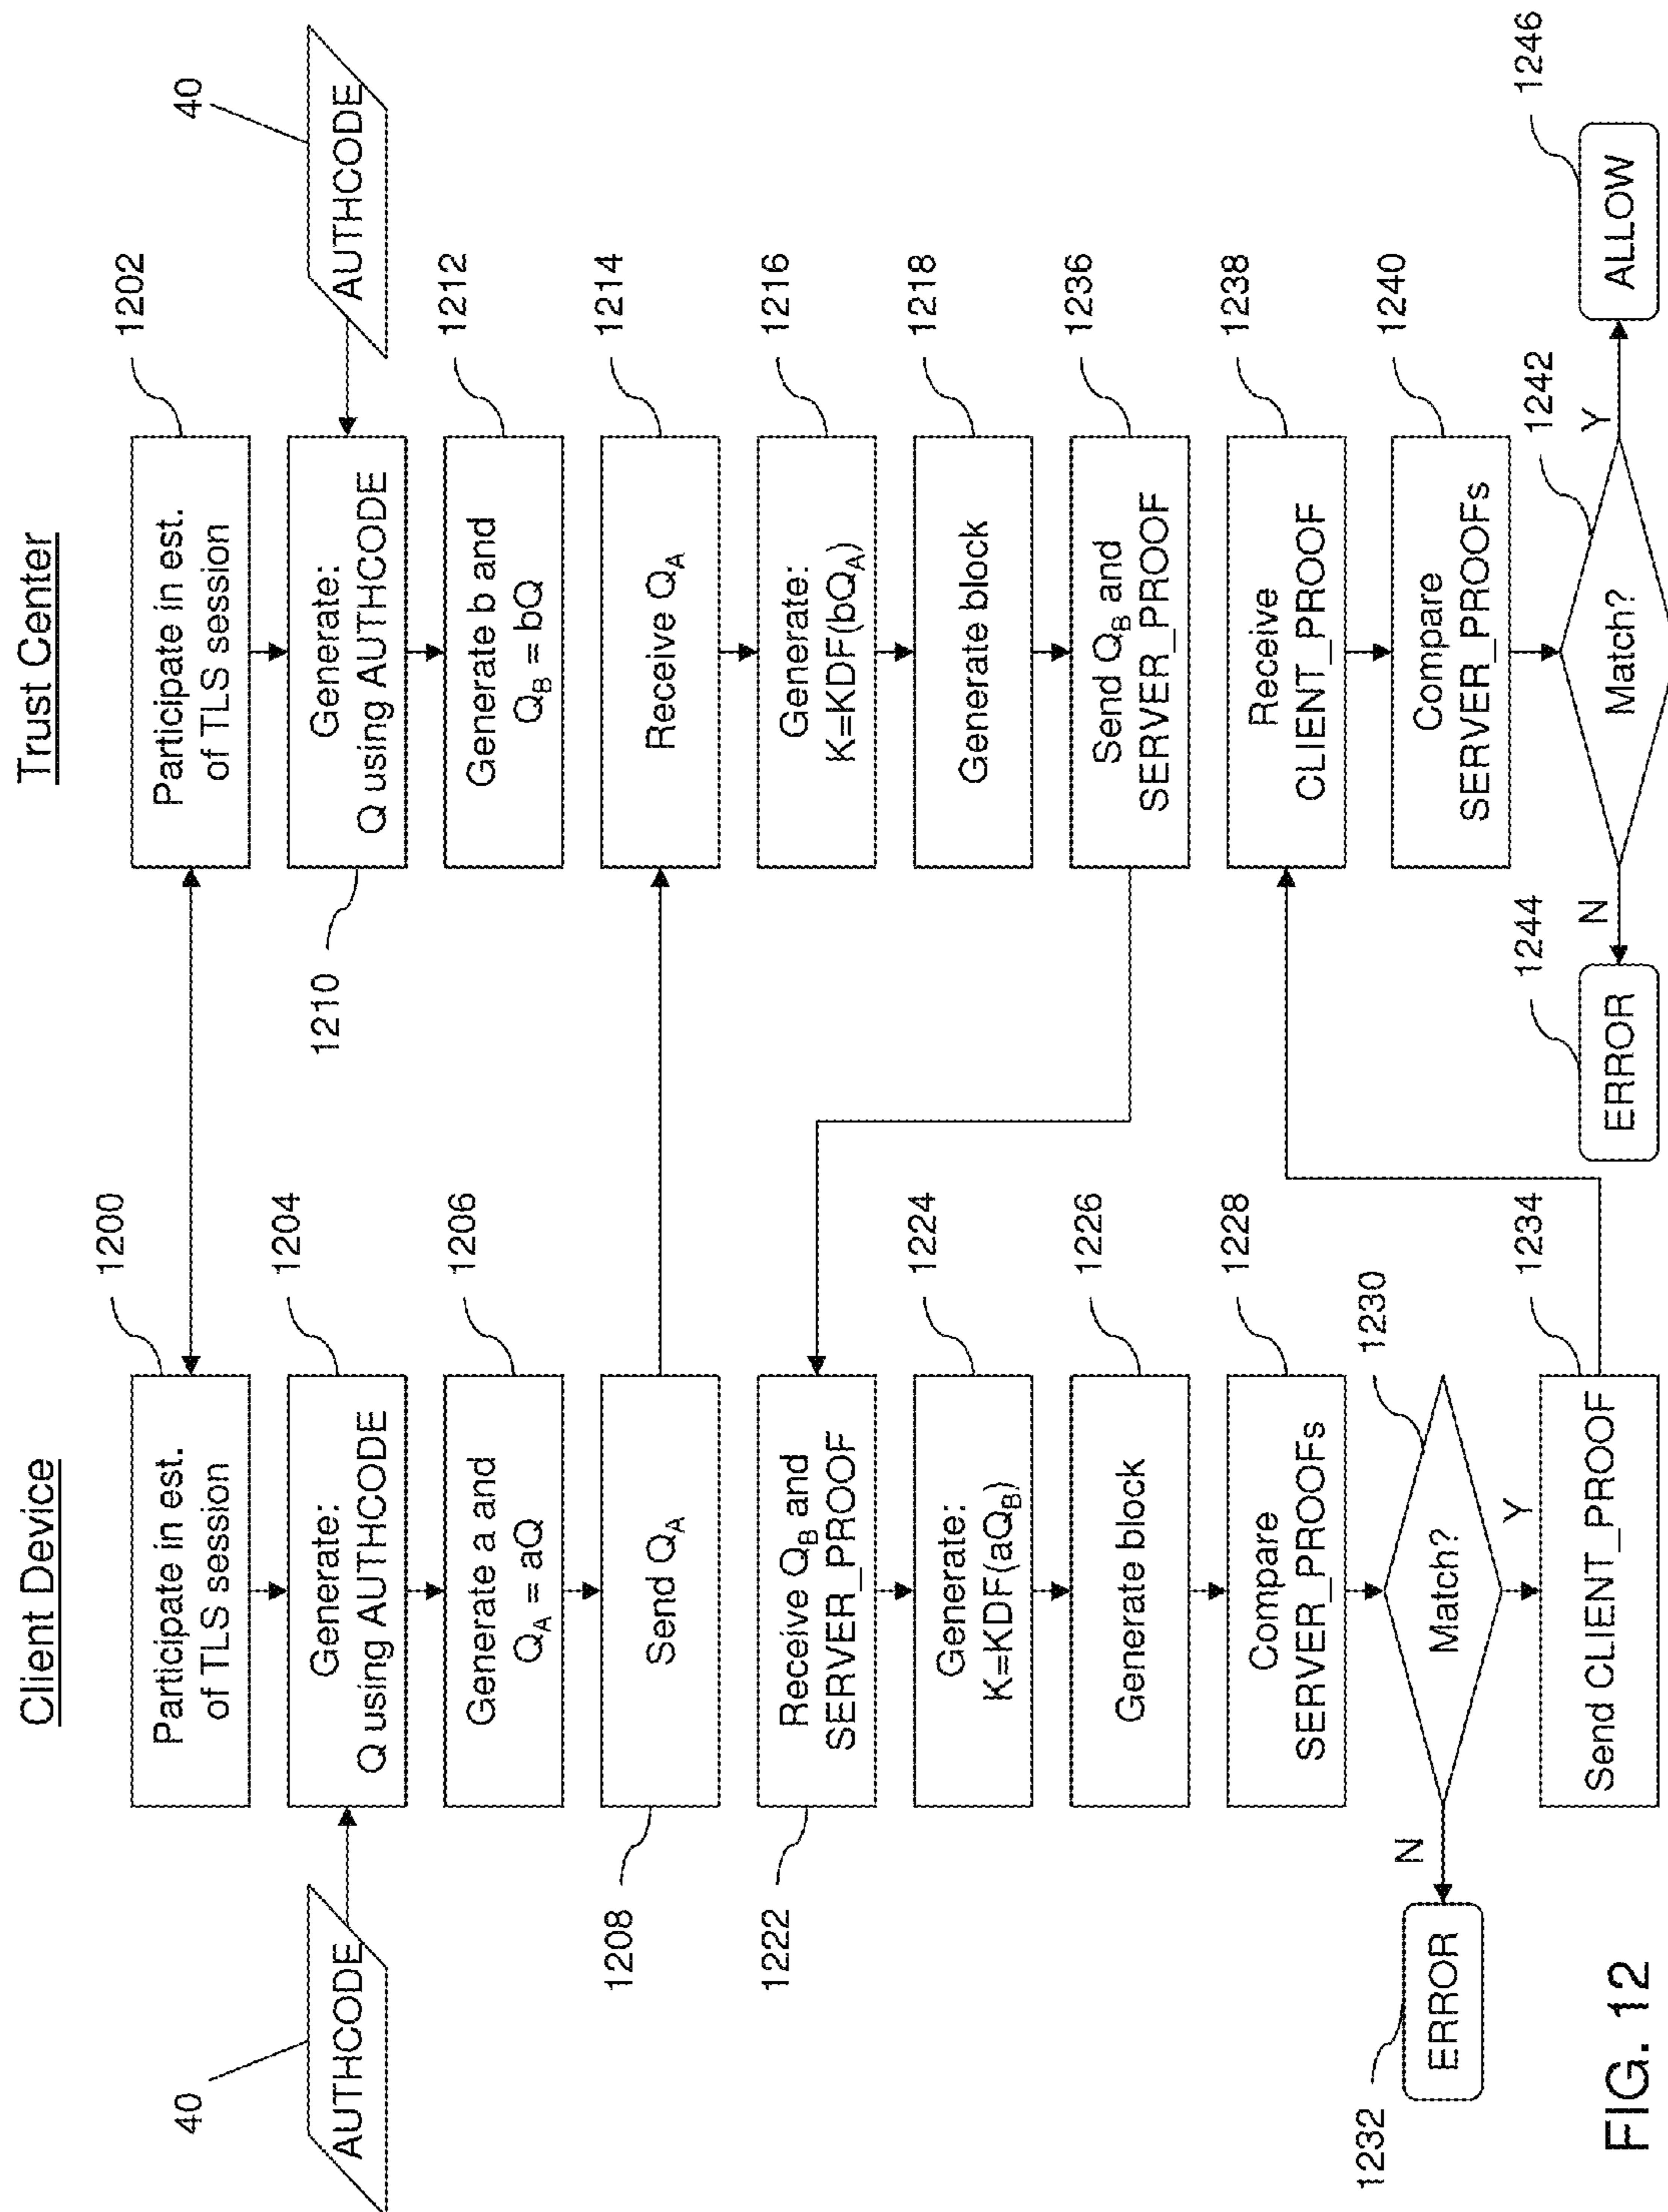 Client Device
Trust Center
40
AUTHCODE
1200
Participate in est.
of TLS session
1204
Generate:
Q using AUTHCODE
1206
Generate a and
Q_A = aQ
1208
Send Q_A
1222
Receive Q_B and
SERVER_PROOF
1224
Generate:
K=KDF(aQ_B)
1226
Generate block
1228
Compare
SERVER_PROOFs
1230
Match?
N
Y
1232
ERROR
1234
Send CLIENT_PROOF
1202
Participate in est.
of TLS session
40
AUTHCODE
1210
Generate:
Q using AUTHCODE
1212
Generate b and
Q_B = bQ
1214
Receive Q_A
1216
Generate:
K=KDF(bQ_A)
1218
Generate block
1236
Send Q_B and
SERVER_PROOF
1238
Receive
CLIENT_PROOF
1240
Compare
SERVER_PROOFs
1242
Match?
N
Y
1244
ERROR
1246
ALLOW
FIG. 12